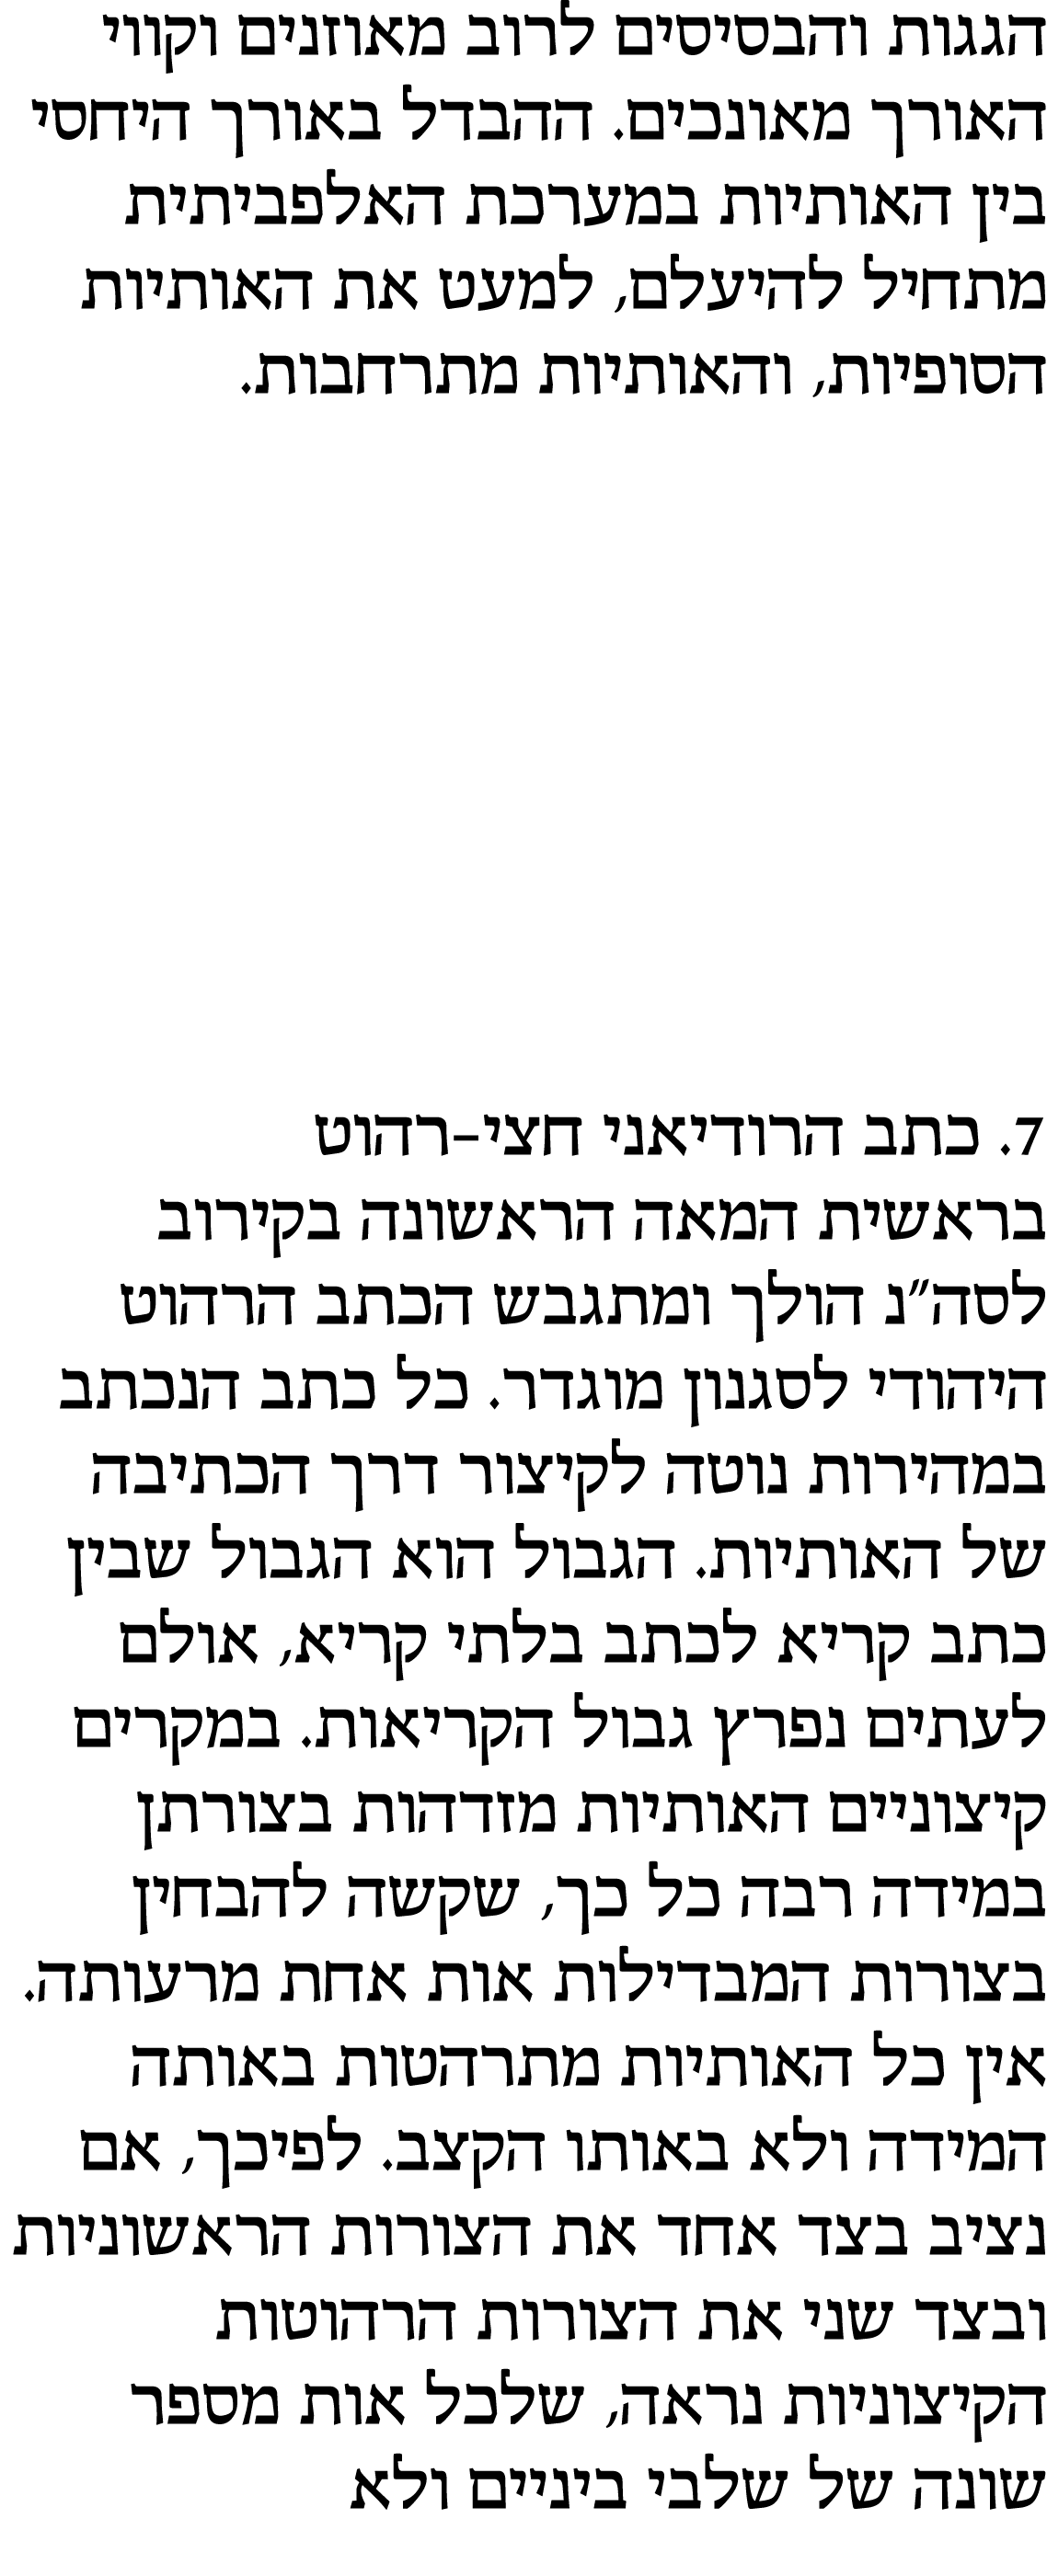 הגגות והבסיסים לרוב מאוזנים וקווי
האורך מאונכים. ההבדל באורך היחסי
בין האותיות במערכת האלפביתית
מתחיל להיעלם, למעט את האותיות
הסופיות, והאותיות מתרחבות.
7. כתב הרודיאני חצי-רהוט
בראשית המאה הראשונה בקירוב
לסה״נ הולך ומתגבש הכתב הרהוט
היהודי לסגנון מוגדר. כל כתב הנכתב
במהירות נוטה לקיצור דרך הכתיבה
של האותיות. הגבול הוא הגבול שבין
כתב קריא לכתב בלתי קריא, אולם
לעתים נפרץ גבול הקריאות. במקרים
קיצוניים האותיות מזדהות בצורתן
במידה רבה כל כך, שקשה להבחין
בצורות המבדילות אות אחת מרעותה.
אין כל האותיות מתרהטות באותה
המידה ולא באותו הקצב. לפיכך, אם
נציב בצד אחד את הצורות הראשוניות
ובצד שני את הצורות הרהוטות
הקיצוניות נראה, שלכל אות מספר
שונה של שלבי ביניים ולא